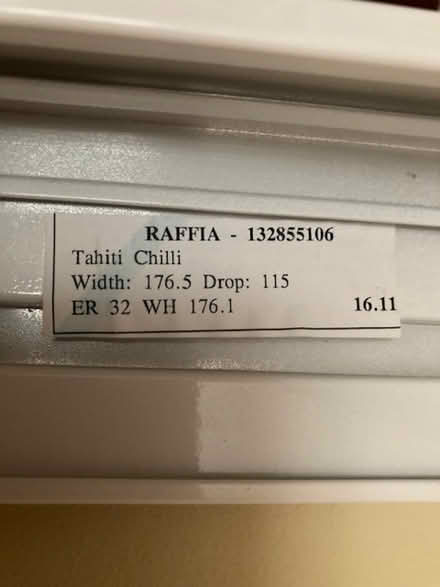 RAFFIA - 132855106
Tahiti Chilli
Width: 176.5 Drop: 115
ER 32 WH 176.1 16.11